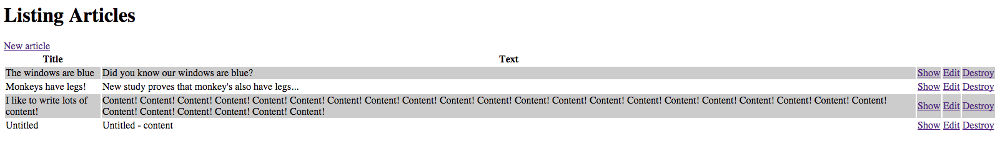 Listing Articles
New article
Title Text
The windows are blue Did you know our windows are blue? Show Edit Destroy
Monkeys have legs! New study proves that monkey's also have legs... Show Edit Destroy
I like to write lots of
content!
Content! Content! Content! Content! Content! Content! Content! Content! Content! Content! Content! Content! Content! Content! Content! Content! Content! Content! Content! Content! Content!
Content! Content! Content! Content! Content! Content!
Show Edit Destroy
Untitled Untitled - content Show Edit Destroy